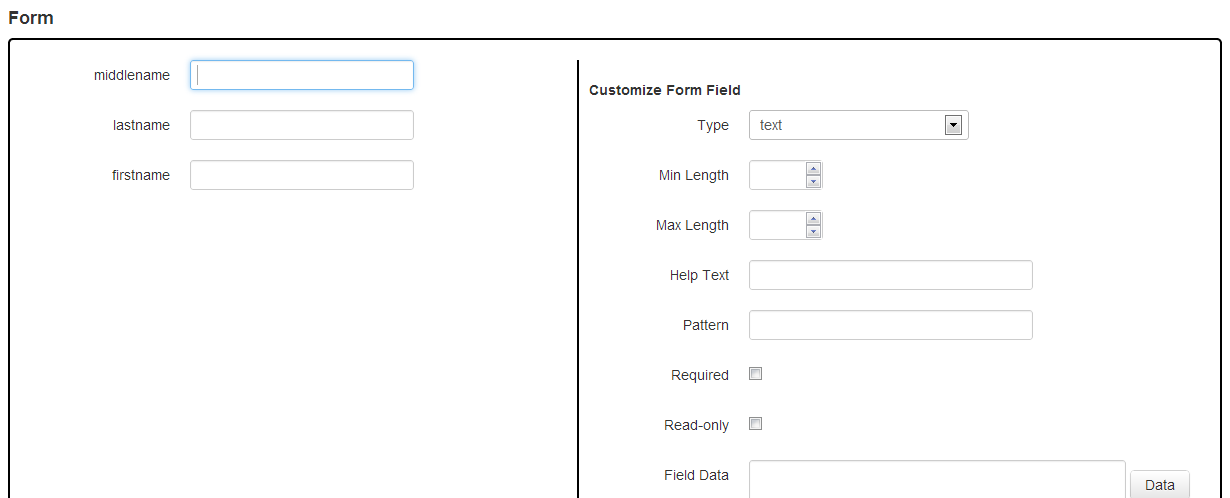 Form
middlename
lastname
firstname
Customize Form Field
Type text
Min Length
Max Length
Help Text
Pattern
Required
Read-only
Field Data Data